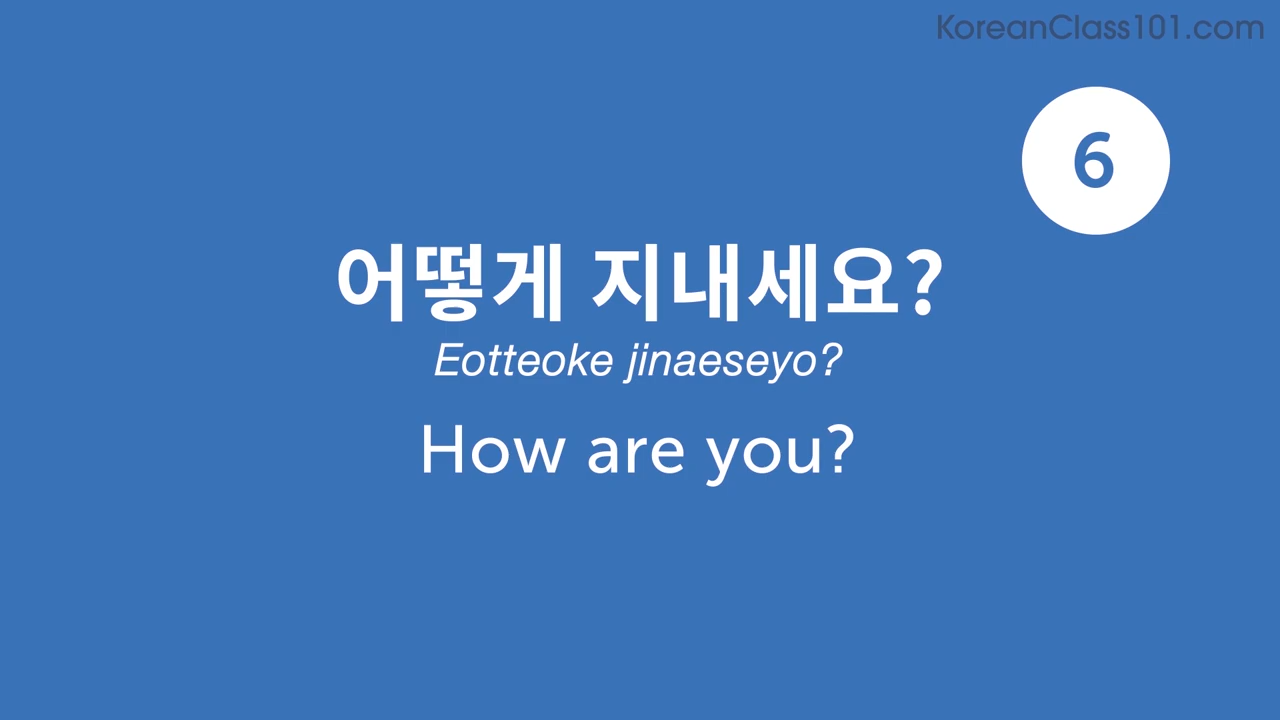 KoreanClass101.com
6
어떻게 지내세요?
Eotteoke jinaeseyo?
How are you?